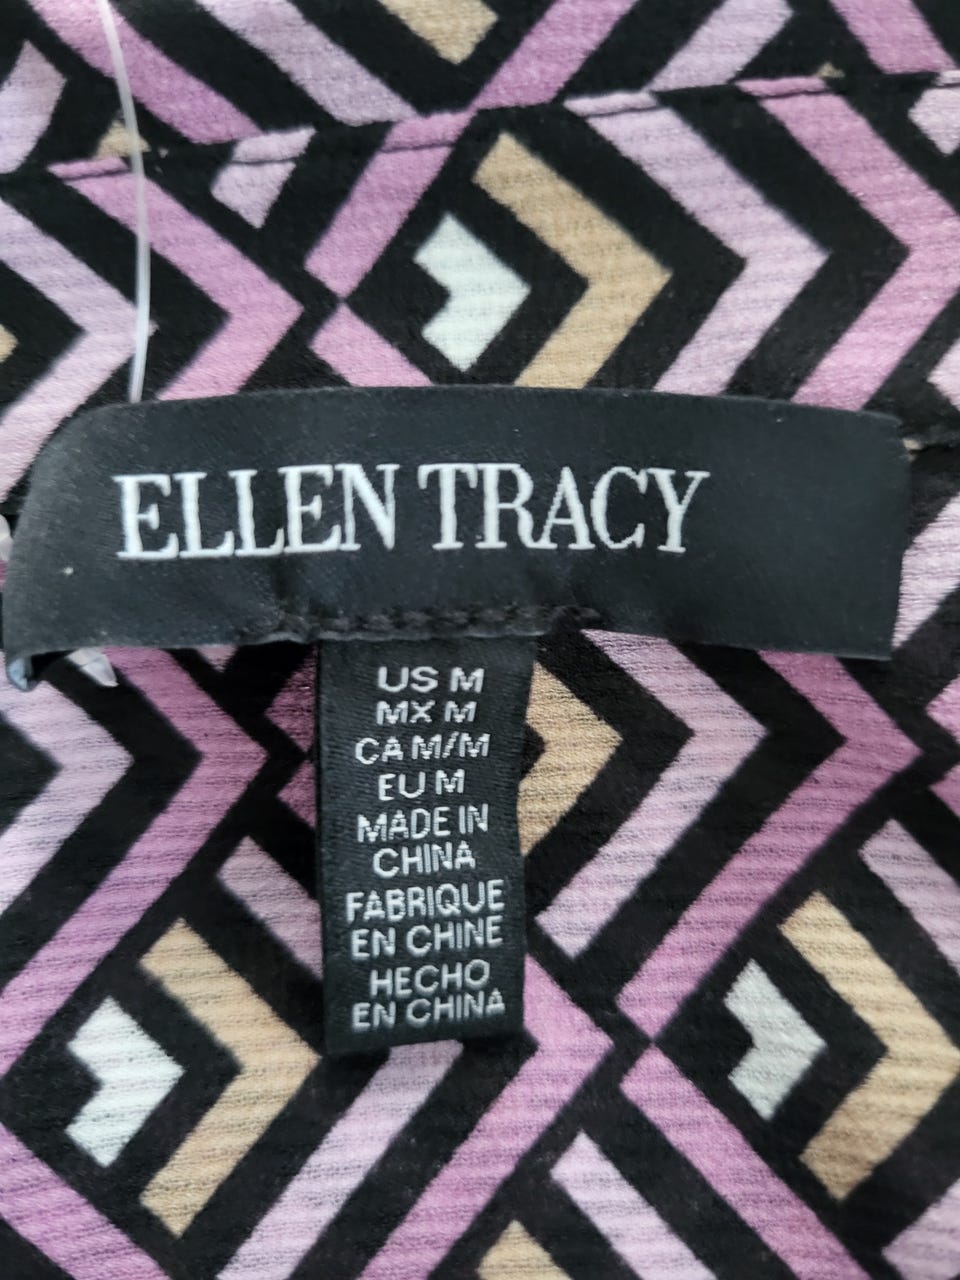 ELLEN TRACY
US M
MX M
CA M/M
EU M
MADE IN
CHINA
FABRIQUE
EN CHINE
HECHO
EN CHINA